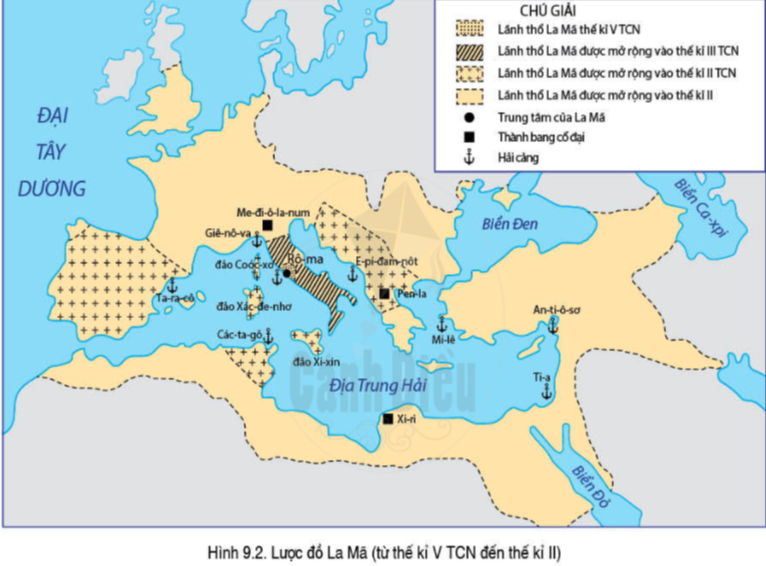 CHÚ GIẢI
Lãnh thổ La Mã thế kỉ V TCN
Lãnh thổ La Mã được mở rộng vào thế kỉ III TCN
Lãnh thổ La Mã được mở rộng vào thế kỉ II TCN
Lãnh thổ La Mã được mở rộng vào thế kỉ II
Trung tâm của La Mã
Thành bang cổ đại
Hải cảng
ĐẠI
TÂY
DƯƠNG
Biển Ca-xpi
Biển Đen
Me-đi-ô-la-num
Giê-nô-va
Rô-ma
đảo Coóc-xơ
E-pi-đam-nôt
Ta-ra-cô
đảo Xác-đe-nhơ
Pen-la
An-ti-ô-sơ
Các-ta-gô
Mi-lê
đảo Xi-xin
Địa Trung Hải
Ti-a
Cánh Diều
Xi-ri
Biển Đỏ
Hình 9.2. Lược đồ La Mã (từ thế kỉ V TCN đến thế kỉ II)